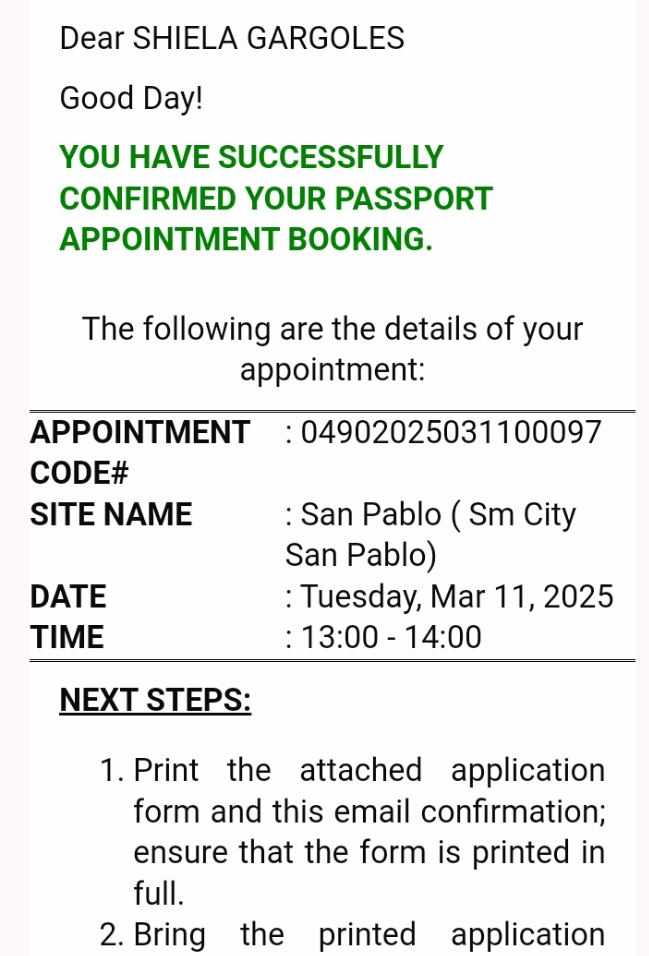 Dear SHIELA GARGOLES
Good Day!
YOU HAVE SUCCESSFULLY
CONFIRMED YOUR PASSPORT
APPOINTMENT BOOKING.
The following are the details of your
appointment:
APPOINTMENT : 04902025031100097
CODE#
SITE NAME : San Pablo ( Sm City
San Pablo)
DATE : Tuesday, Mar 11, 2025
TIME : 13:00 - 14:00
NEXT STEPS:
1. Print the attached application
form and this email confirmation;
ensure that the form is printed in
full.
2. Bring the printed application